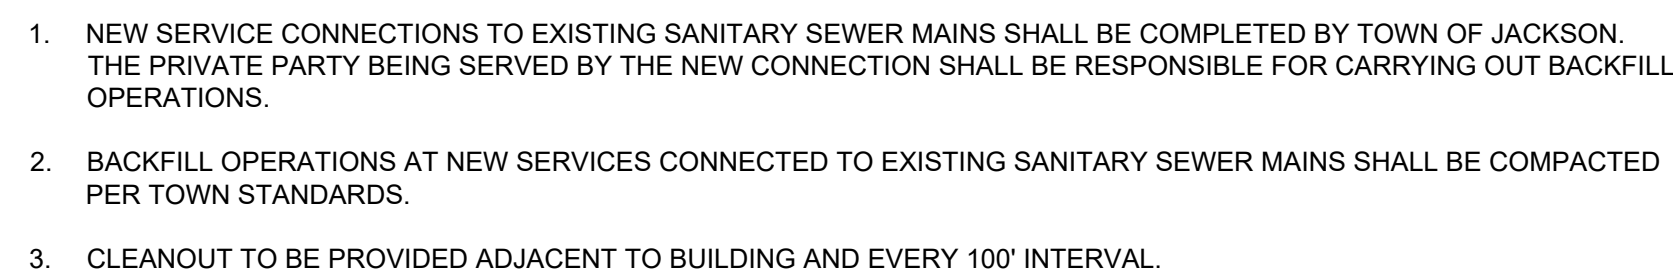 1. NEW SERVICE CONNECTIONS TO EXISTING SANITARY SEWER MAINS SHALL BE COMPLETED BY TOWN OF JACKSON.
THE PRIVATE PARTY BEING SERVED BY THE NEW CONNECTION SHALL BE RESPONSIBLE FOR CARRYING OUT BACKFILL
OPERATIONS.
2. BACKFILL OPERATIONS AT NEW SERVICES CONNECTED TO EXISTING SANITARY SEWER MAINS SHALL BE COMPACTED
PER TOWN STANDARDS.
3. CLEANOUT TO BE PROVIDED ADJACENT TO BUILDING AND EVERY 100' INTERVAL.